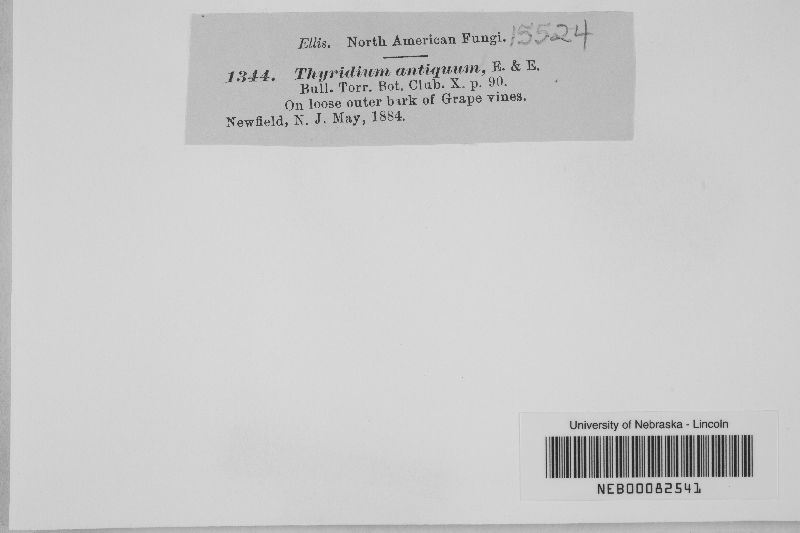 Ellis. North American Fungi. 15524
1344. Thyridium antiquum, E. & E.
Bull. Torr. Bot. Club. X. p. 90.
On loose outer bark of Grape vines.
Newfield, N. J. May, 1884.
University of Nebraska - Lincoln
NEB00082541